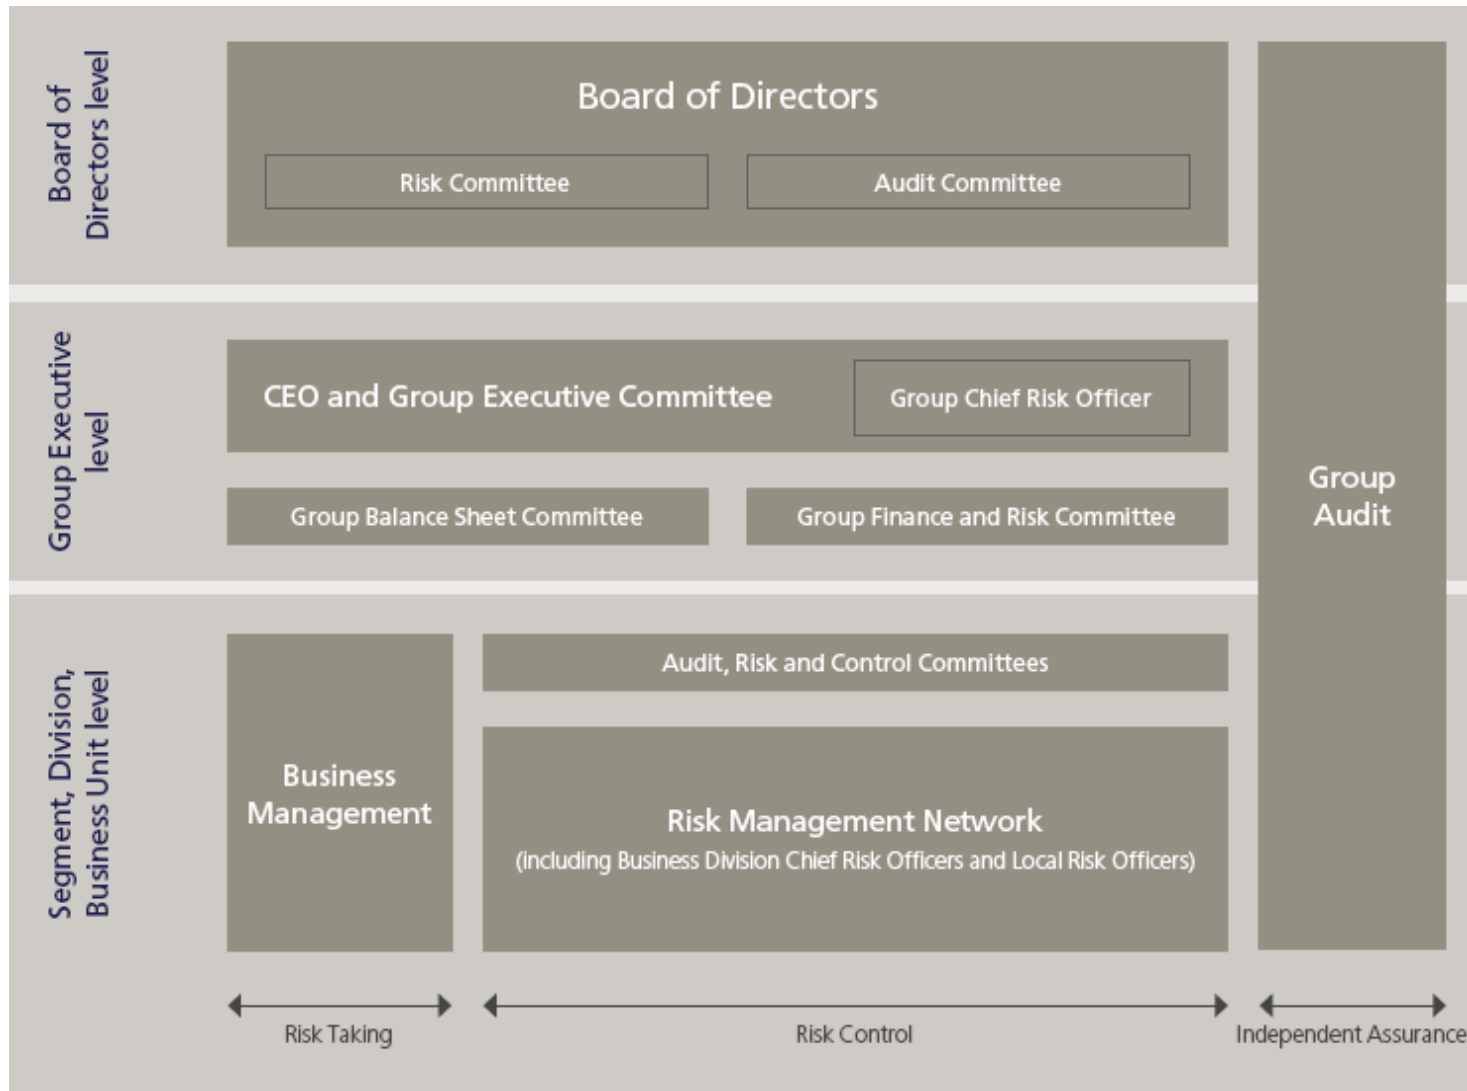 Board of
Directors level
Board of Directors
Risk Committee
Audit Committee
Group Executive
level
CEO and Group Executive Committee
Group Chief Risk Officer
Group Balance Sheet Committee
Group Finance and Risk Committee
Group
Audit
Segment, Division,
Business Unit level
Business
Management
Audit, Risk and Control Committees
Risk Management Network
(including Business Division Chief Risk Officers and Local Risk Officers)
Risk Taking
Risk Control
Independent Assurance